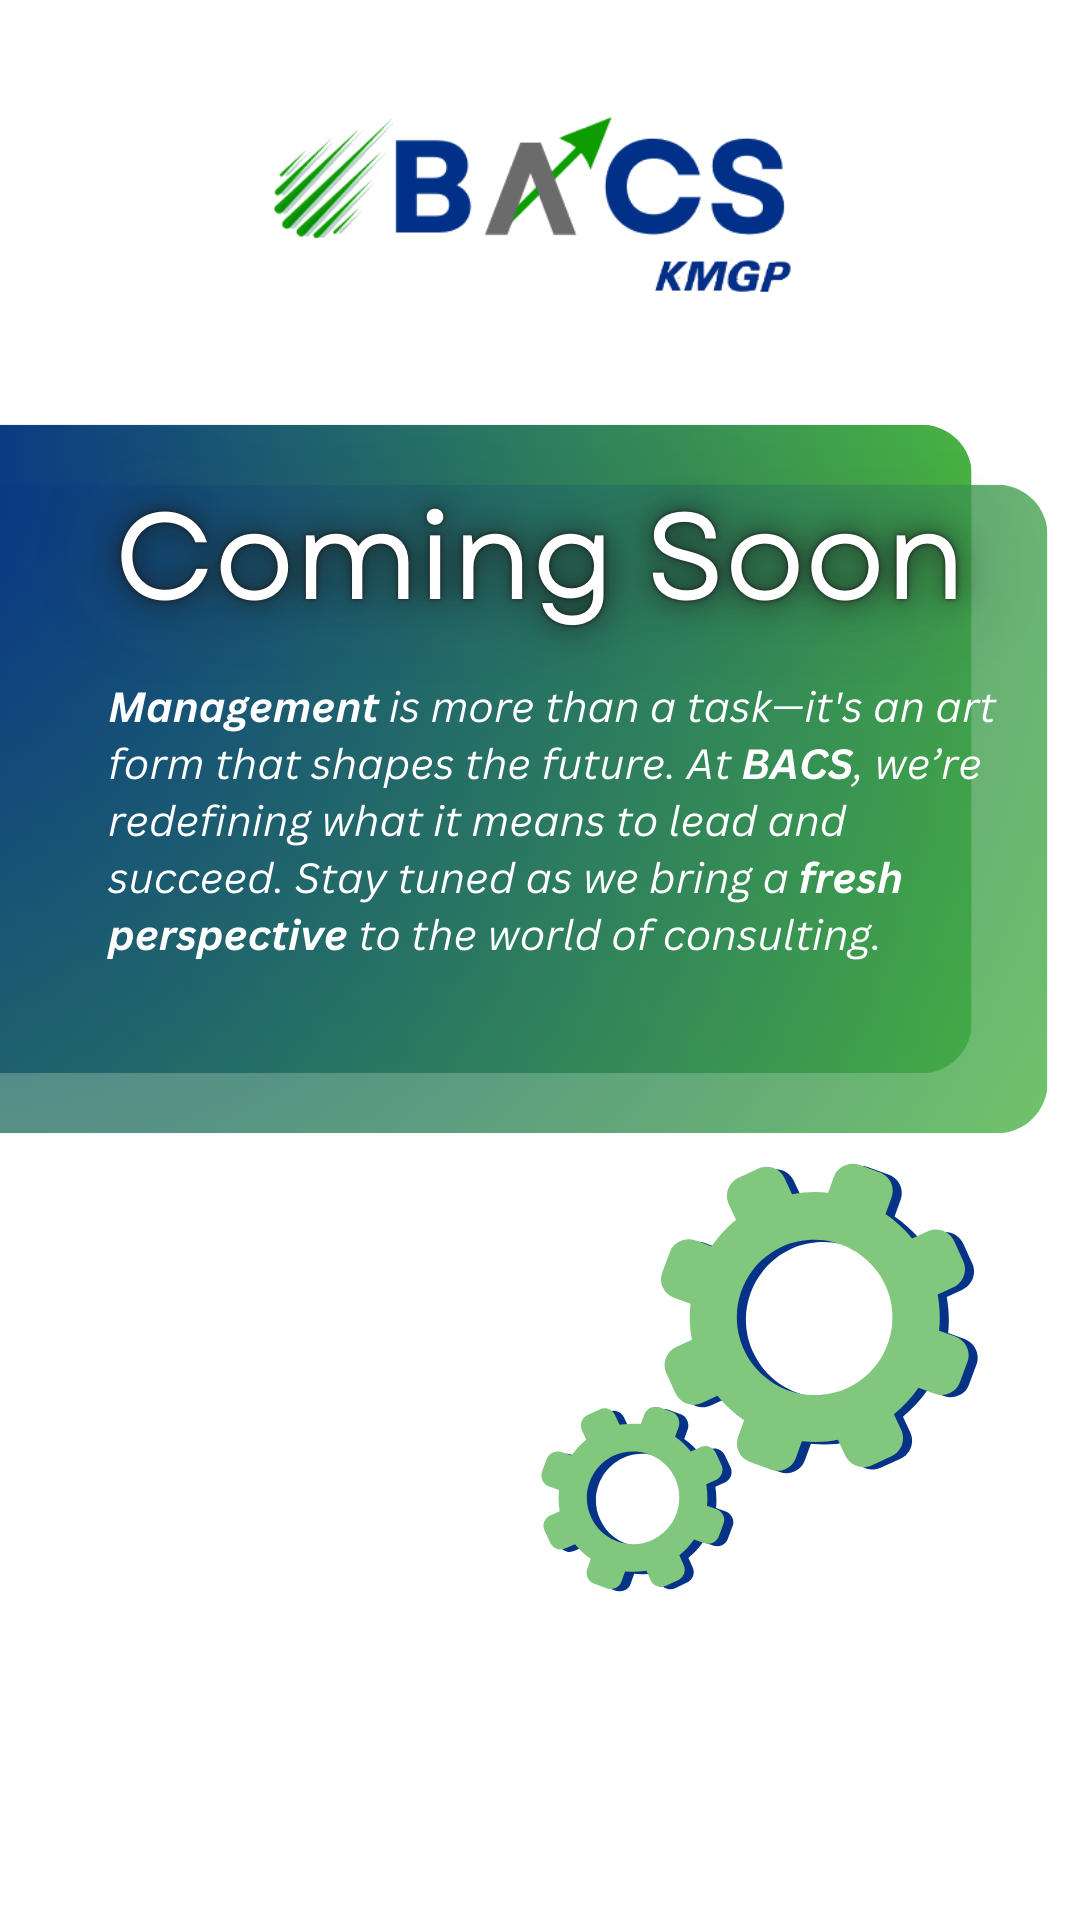 BACS
KMGP
Coming Soon
Management is more than a task—it's an art
form that shapes the future. At BACS, we’re
redefining what it means to lead and
succeed. Stay tuned as we bring a fresh
perspective to the world of consulting.